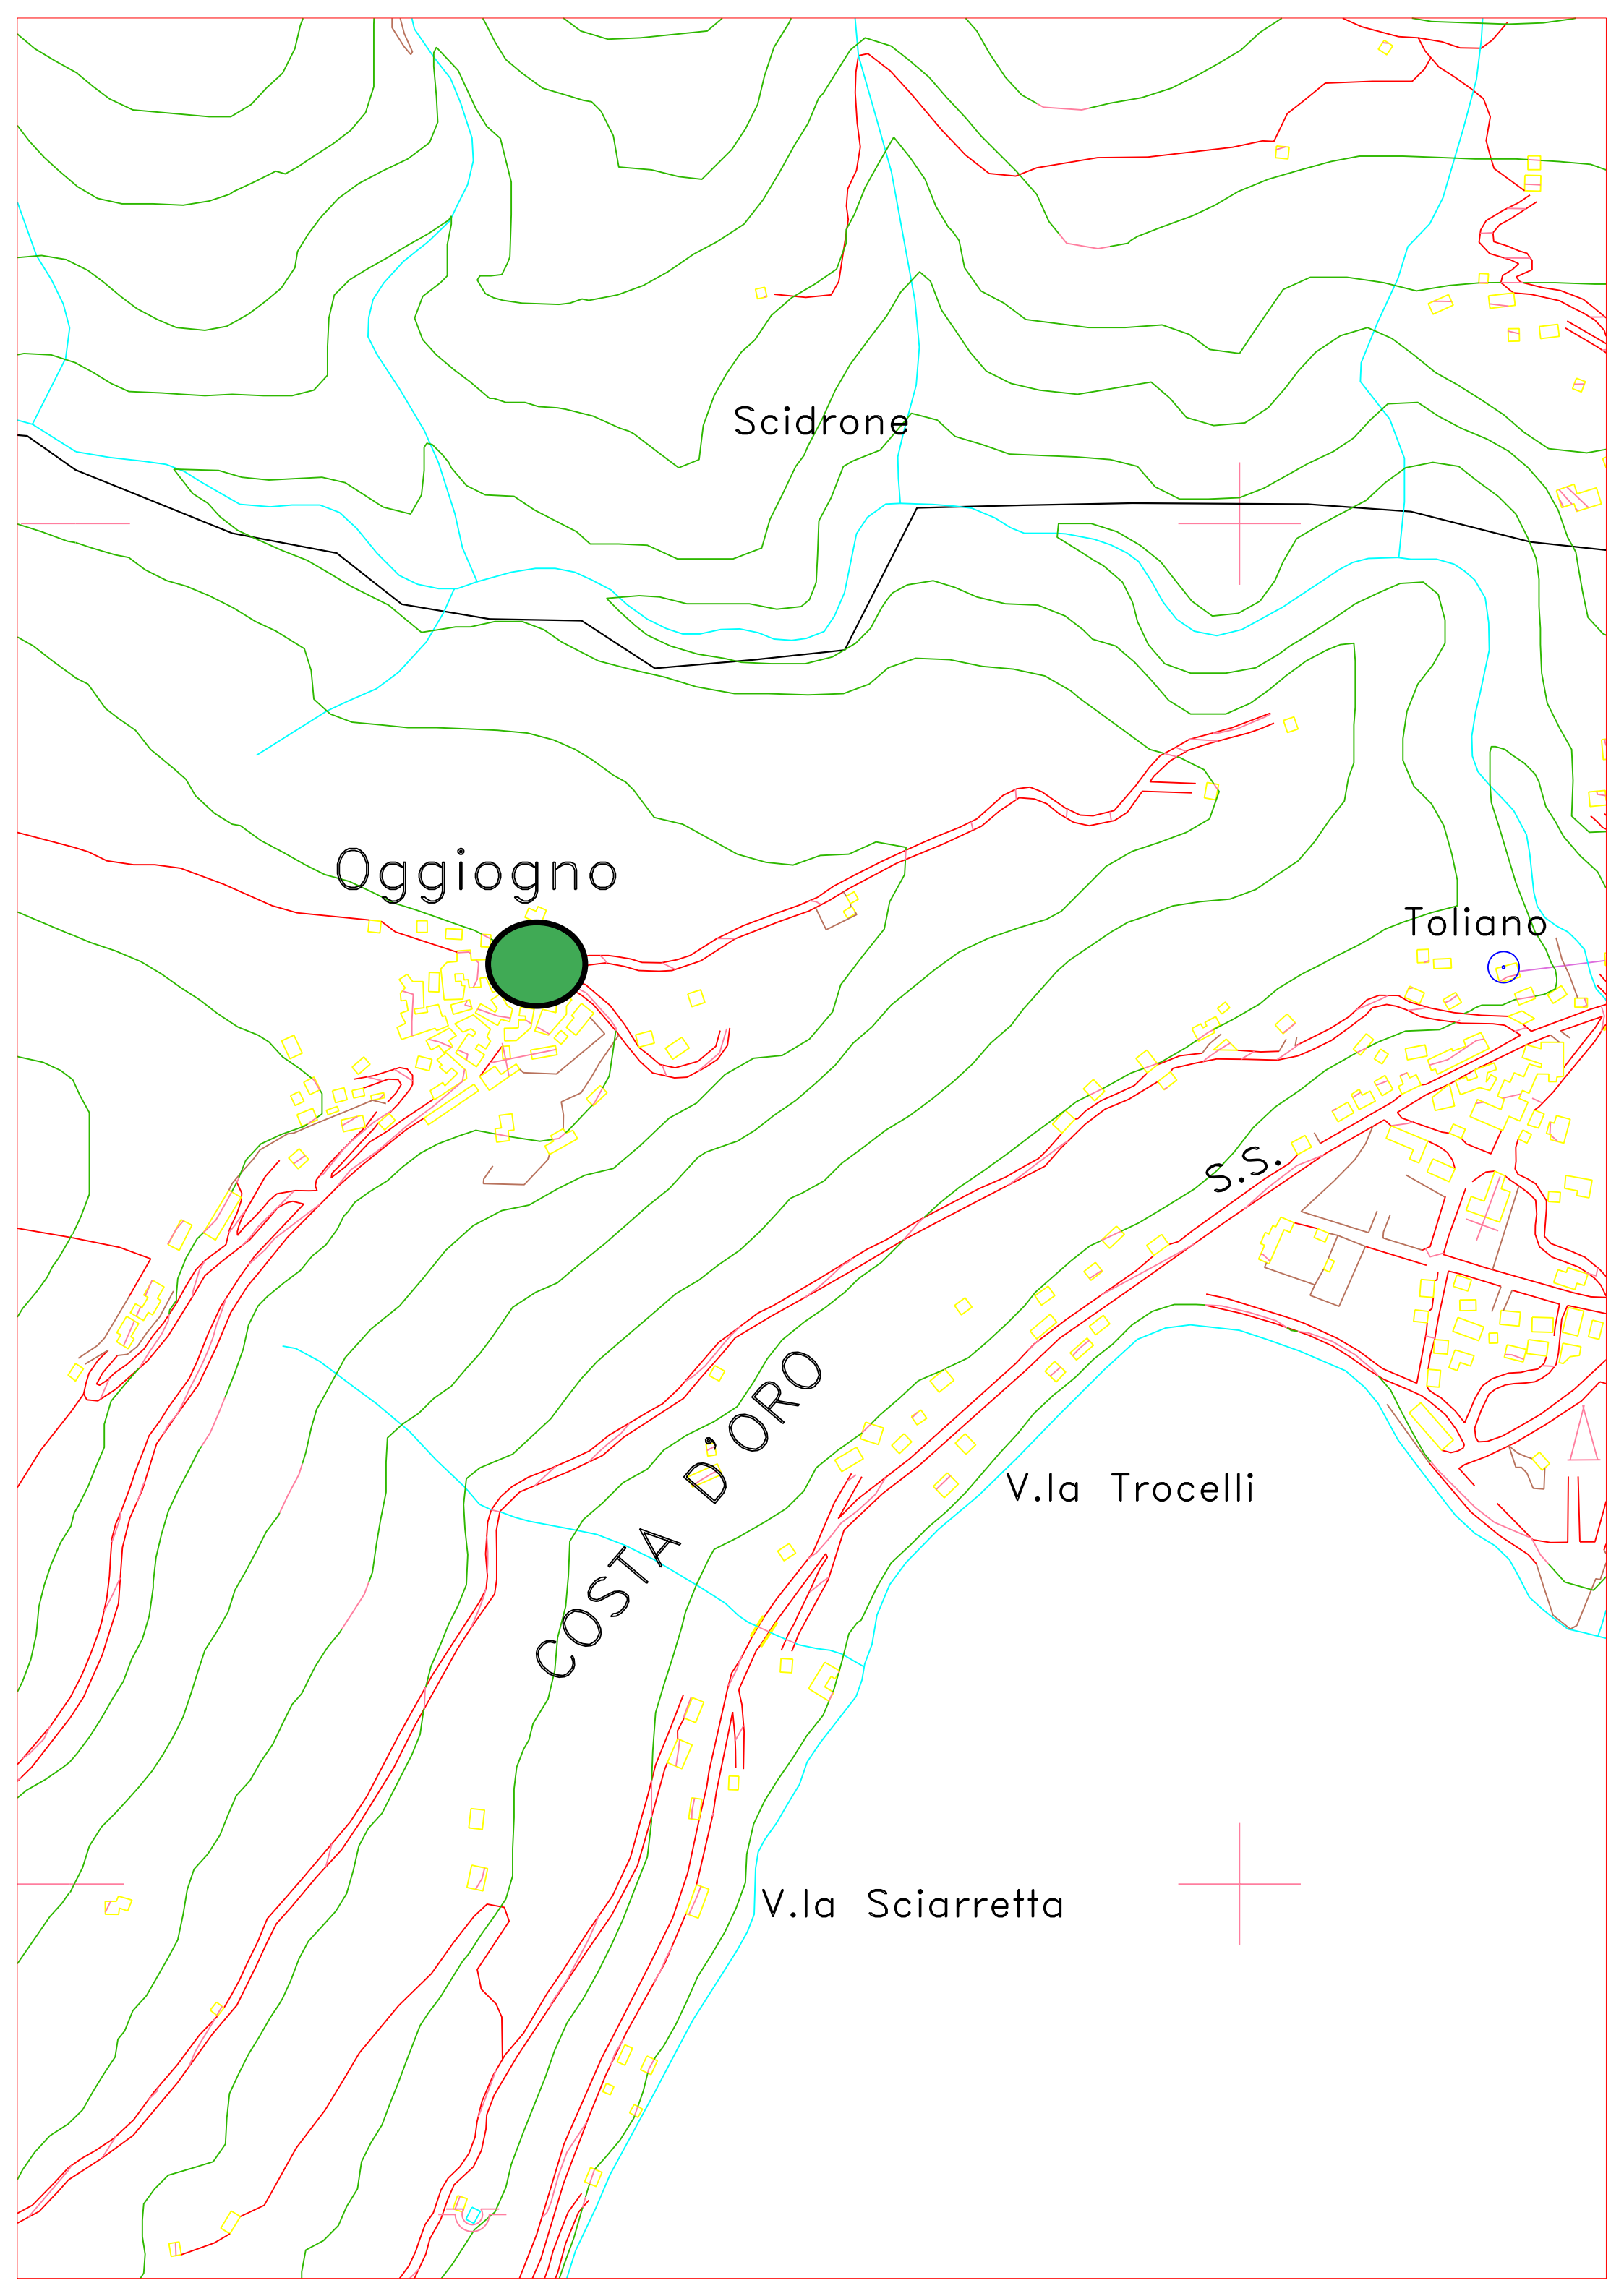 Scidrone
Oggiogno
Toliano
S.S.
COSTA D'ORO
V.la Trocelli
V.la Sciarretta